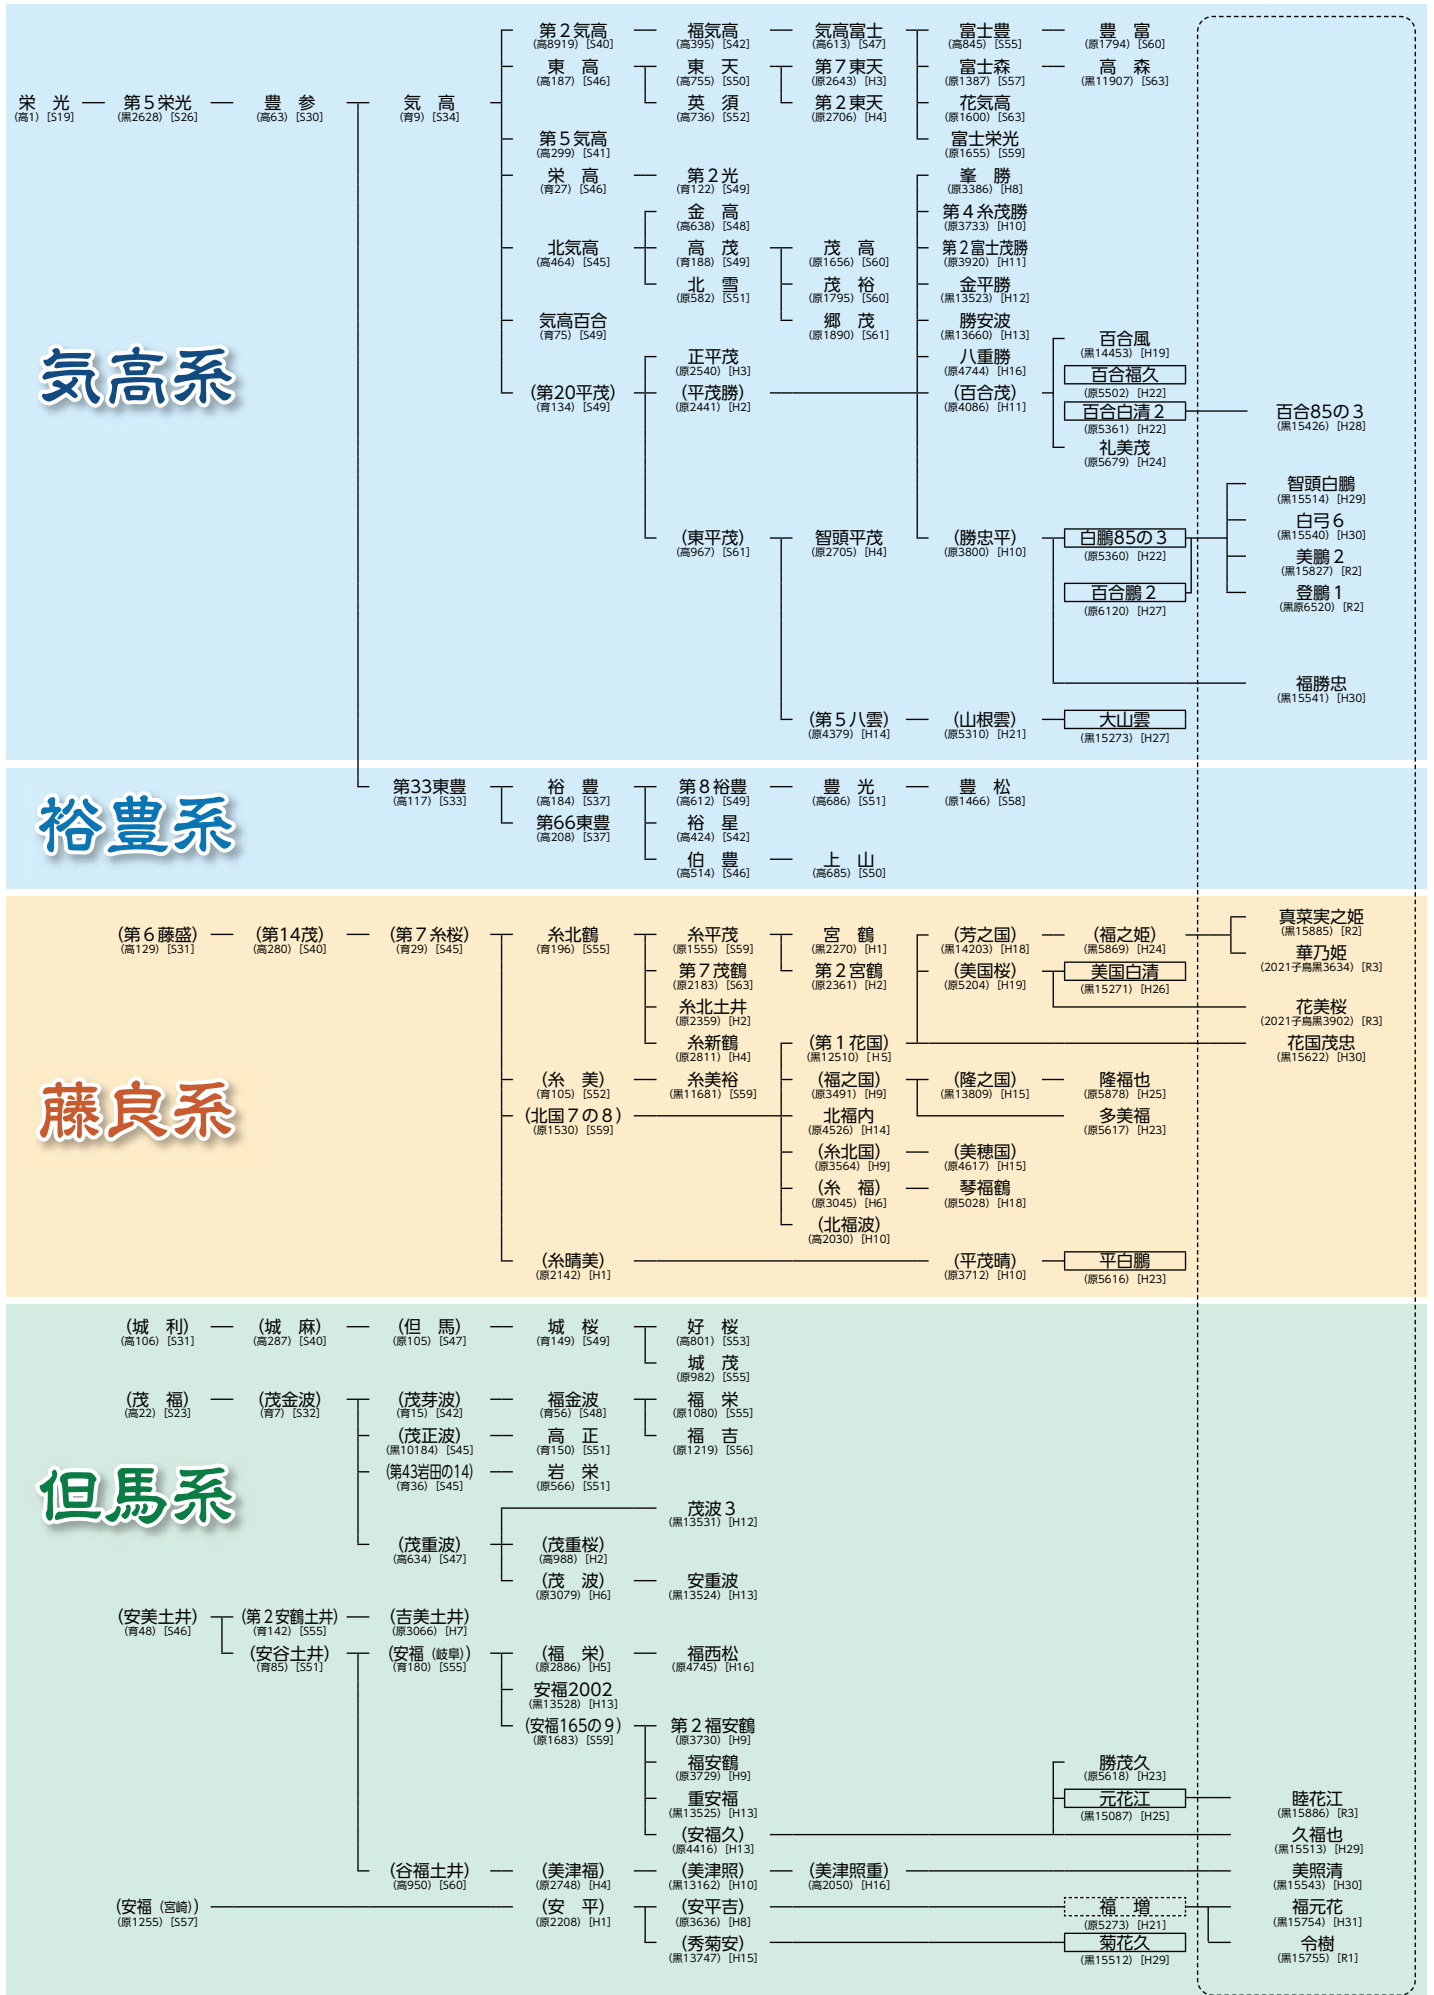 第２気高 福気高 気高富士 富士豊 豊　富
(高8919)［S40］ (高395)［S42］ (高613)［S47］ (高845)［S55］ (原1794)［S60］
東　高 東　天 第７東天 富士森 高　森
(高187)［S46］ (高755)［S50］ (原2643)［H3］ (原1387)［S57］ (黒11907)［S63］
栄　光 第５栄光 豊　参 気　高 英　須 第２東天 花気高
(高1)［S19］ (黒2628)［S26］ (高63)［S30］ (育9)［S34］ (高736)［S52］ (原2706)［H4］ (原1600)［S63］
第５気高 富士栄光
(高299)［S41］ (原1655)［S59］
栄　高 第２光 峯　勝
(育27)［S46］ (育122)［S49］ (原3386)［H8］
金　高 第４糸茂勝
(高638)［S48］ (原3733)［H10］
北気高 高　茂 茂　高 第２富士茂勝
(高464)［S45］ (育188)［S49］ (原1656)［S60］ (原3920)［H11］
北　雪 茂　裕 金平勝
(原582)［S51］ (原1795)［S60］ (黒13523)［H12］
気高百合 郷　茂 勝安波
(育75)［S49］ (原1890)［S61］ (黒13660)［H13］
百合風
(黒14453)［H19］
正平茂 八重勝
(原2540)［H3］ (原4744)［H16］
気高系
百合福久
(原5502)［H22］
(第20平茂) (平茂勝) (百合茂)
(育134)［S49］ (原2441)［H2］ (原4086)［H11］
百合白清２ 百合85の３
(原5361)［H22］ (黒15426)［H28］
礼美茂
(原5679)［H24］
智頭白鵬
(黒15514)［H29］
白弓６
(黒15540)［H30］
(東平茂) 智頭平茂 (勝忠平) 白鵬85の３
(高967)［S61］ (原2705)［H4］ (原3800)［H10］ (原5360)［H22］
美鵬２
(黒15827)［R2］
百合鵬２ 登鵬１
(原6120)［H27］ (黒原6520)［R2］
福勝忠
(黒15541)［H30］
(第５八雲) (山根雲) 大山雲
(原4379)［H14］ (原5310)［H21］ (黒15273)［H27］
第33東豊 裕　豊 第８裕豊 豊　光 豊　松
(高117)［S33］ (高184)［S37］ (高612)［S49］ (高686)［S51］ (原1466)［S58］
裕豊系
第66東豊 裕　星
(高208)［S37］ (高424)［S42］
伯　豊 上　山
(高514)［S46］ (高685)［S50］
真菜実之姫
(黒15885)［R2］
(第６藤盛) (第14茂) (第７糸桜) 糸北鶴 糸平茂 宮　鶴 (芳之国) (福之姫)
(高129)［S31］ (高280)［S40］ (育29)［S45］ (育196)［S55］ (原1555)［S59］ (黒2270)［H1］ (黒14203)［H18］ (黒5869)［H24］
華乃姫
(2021子鳥黒3634)［R3］
第７茂鶴 第２宮鶴 (美国桜) 美国白清
(原2183)［S63］ (原2361)［H2］ (原5204)［H19］ (黒15271)［H26］
糸北土井 花美桜
(原2359)［H2］ (2021子鳥黒3902)［R3］
糸新鶴 (第１花国) 花国茂忠
(原2811)［H4］ (黒12510)［H5］ (黒15622)［H30］
(糸　美) 糸美裕 (福之国) (隆之国) 隆福也
(育105)［S52］ (黒11681)［S59］ (原3491)［H9］ (黒13809)［H15］ (原5878)［H25］
藤良系
(北国７の８) 北福内 多美福
(原1530)［S59］ (原4526)［H14］ (原5617)［H23］
(糸北国) (美穂国)
(原3564)［H9］ (原4617)［H15］
(糸　福) 琴福鶴
(原3045)［H6］ (原5028)［H18］
(北福波)
(高2030)［H10］
(糸晴美) (平茂晴) 平白鵬
(原2142)［H1］ (原3712)［H10］ (原5616)［H23］
(城　利) (城　麻) (但　馬) 城　桜 好　桜
(高106)［S31］ (高287)［S40］ (原105)［S47］ (育149)［S49］ (高801)［S53］
城　茂
(原982)［S55］
(茂　福) (茂金波) (茂芽波) 福金波 福　栄
(高22)［S23］ (育7)［S32］ (育15)［S42］ (育56)［S48］ (原1080)［S55］
(茂正波) 高　正 福　吉
(黒10184)［S45］ (育150)［S51］ (原1219)［S56］
(第43岩田の14) 岩　栄
(育36)［S45］ (原566)［S51］
但馬系
茂波３
(黒13531)［H12］
(茂重波) (茂重桜)
(高634)［S47］ (高988)［H2］
(茂　波) 安重波
(原3079)［H6］ (黒13524)［H13］
(安美土井) (第２安鶴土井) (吉美土井)
(育48)［S46］ (育142)［S55］ (原3066)［H7］
(安谷土井) (安福（岐阜）) (福　栄) 福西松
(育85)［S51］ (育180)［S55］ (原2886)［H5］ (原4745)［H16］
安福2002
(黒13528)［H13］
(安福165の９) 第２福安鶴
(原1683)［S59］ (原3730)［H9］
福安鶴 勝茂久
(原3729)［H9］ (原5618)［H23］
重安福 元花江 睦花江
(黒13525)［H13］ (黒15087)［H25］ (黒15886)［R3］
(安福久) 久福也
(原4416)［H13］ (黒15513)［H29］
(谷福土井) (美津福) (美津照) (美津照重) 美照清
(高950)［S60］ (原2748)［H4］ (黒13162)［H10］ (高2050)［H16］ (黒15543)［H30］
(安福（宮崎）) (安　平) (安平吉) 福　増 福元花
(原1255)［S57］ (原2208)［H1］ (原3636)［H8］ (原5273)［H21］ (黒15754)［H31］
(秀菊安) 菊花久 令樹
(黒13747)［H15］ (黒15512)［H29］ (黒15755)［R1］